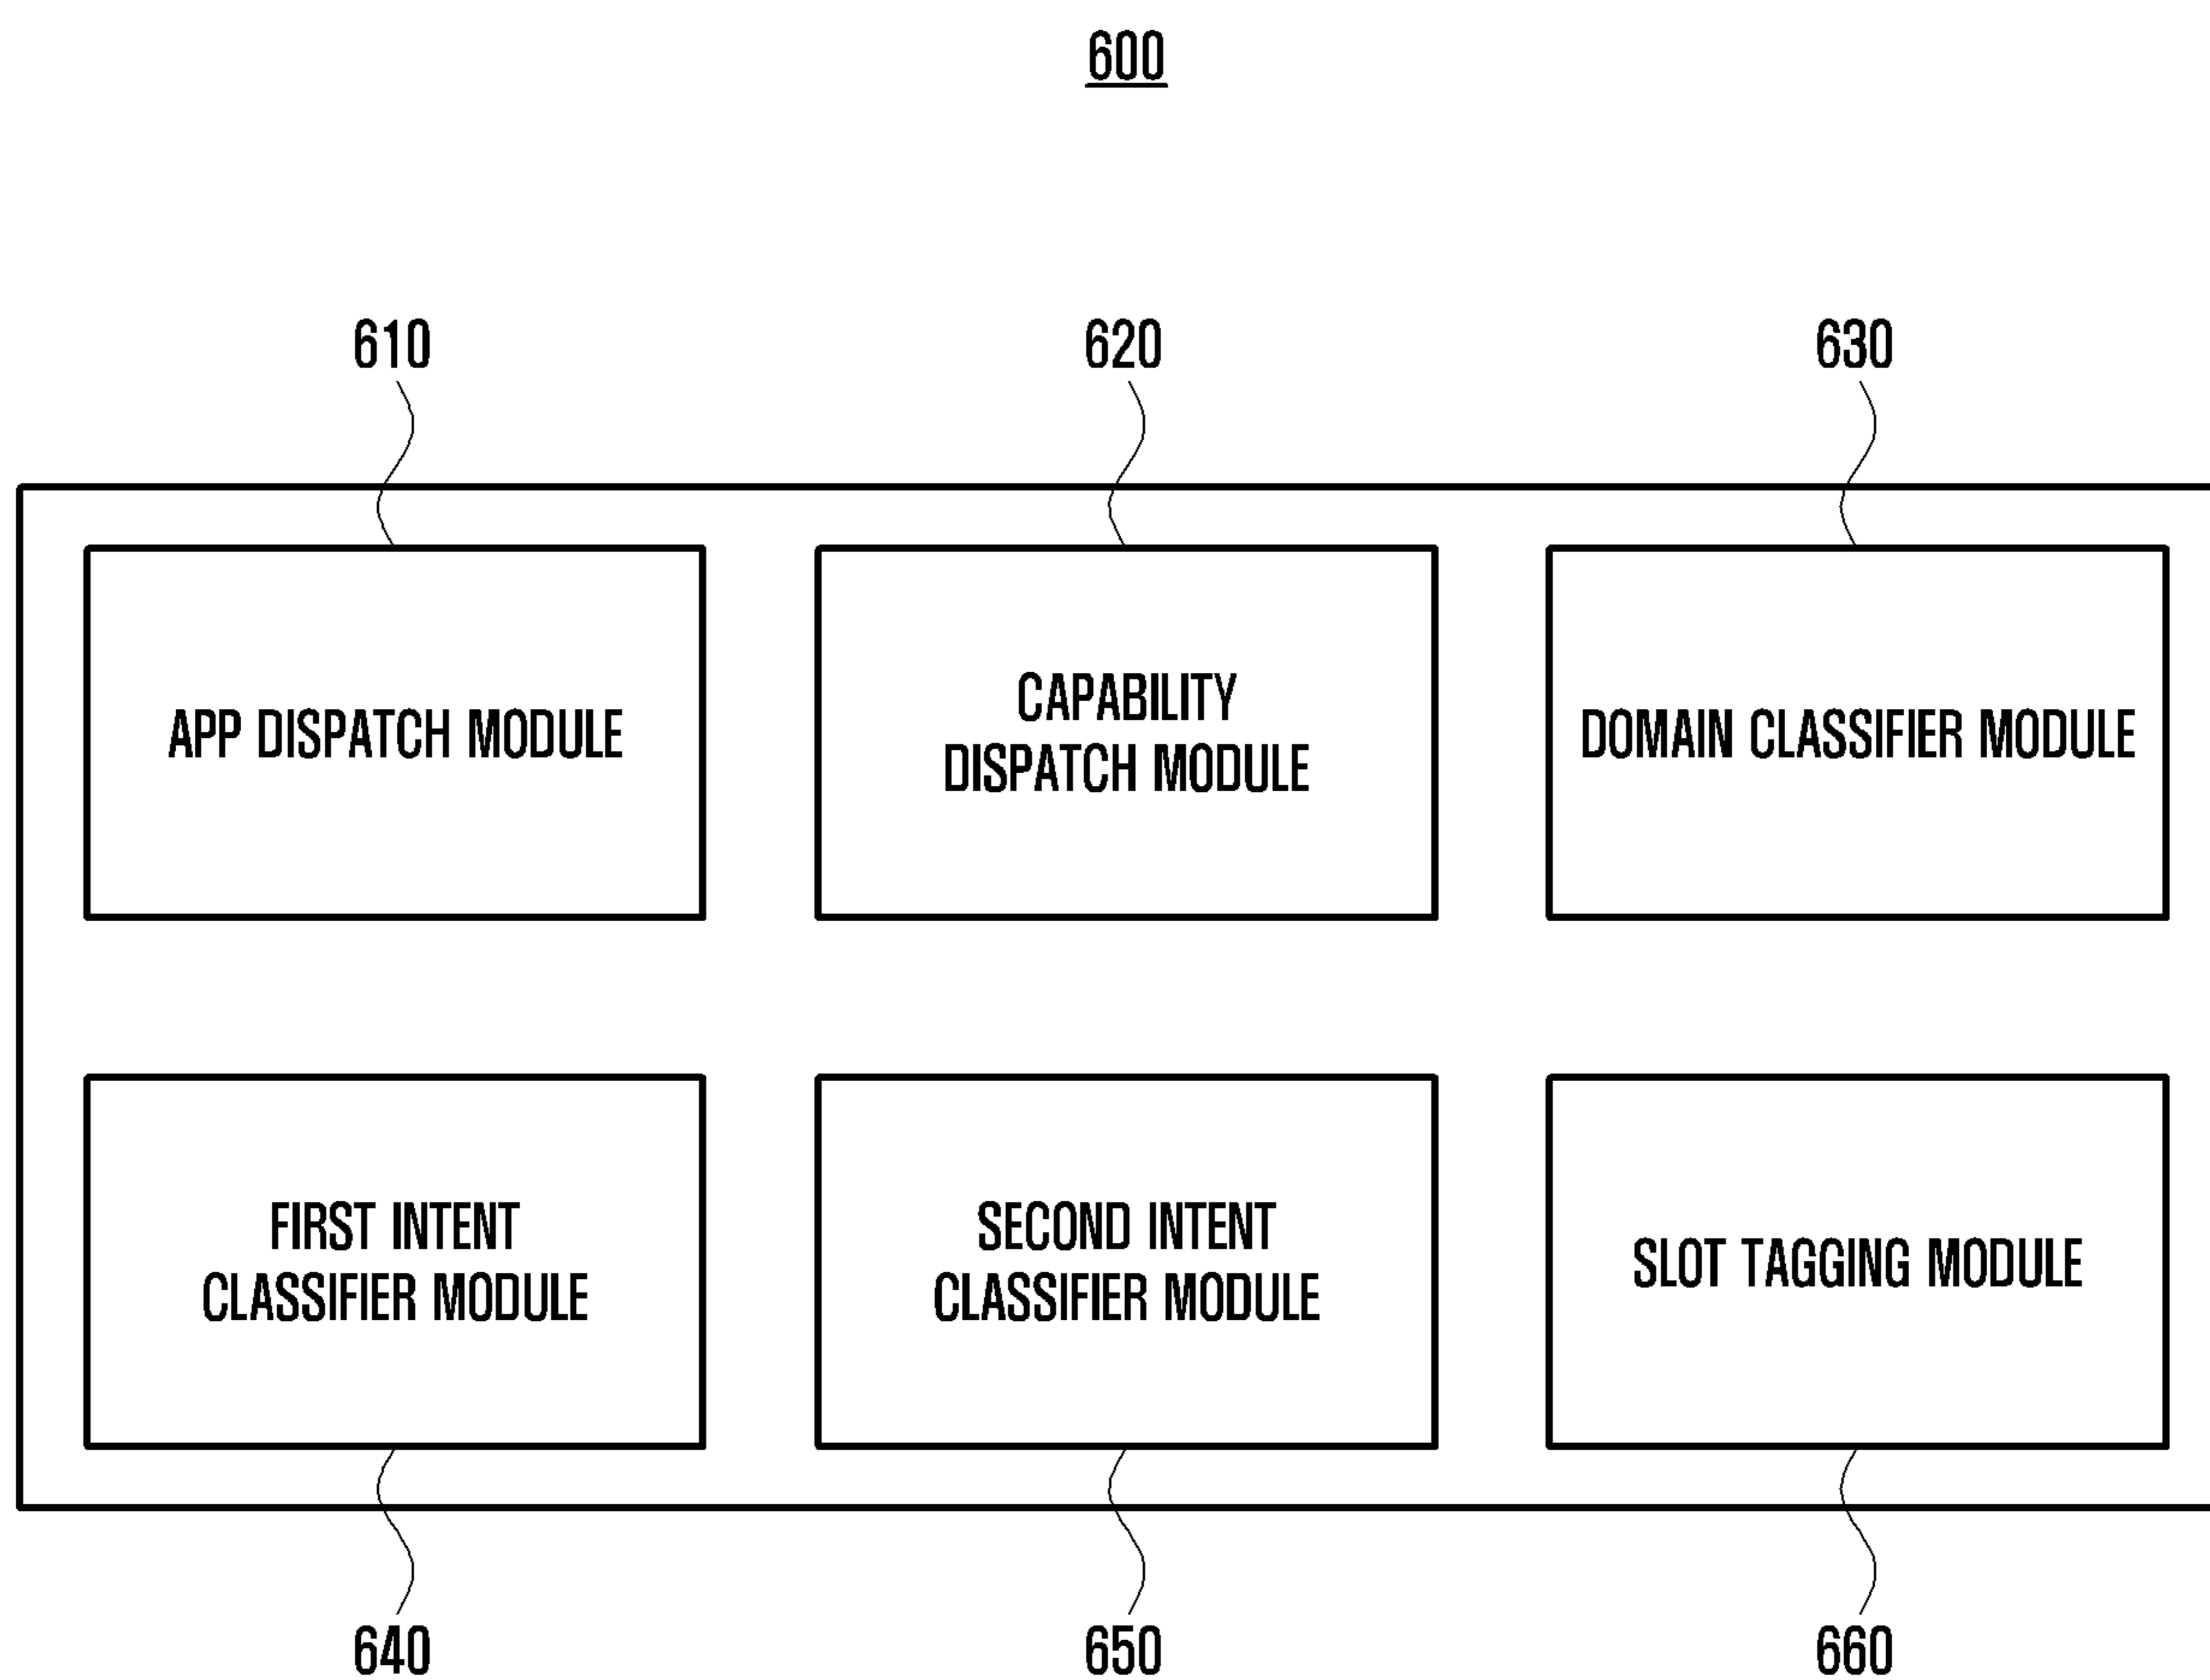 600
610
620
630
APP DISPATCH MODULE
CAPABILITY
DISPATCH MODULE
DOMAIN CLASSIFIER MODULE
FIRST INTENT
CLASSIFIER MODULE
SECOND INTENT
CLASSIFIER MODULE
SLOT TAGGING MODULE
640
650
660